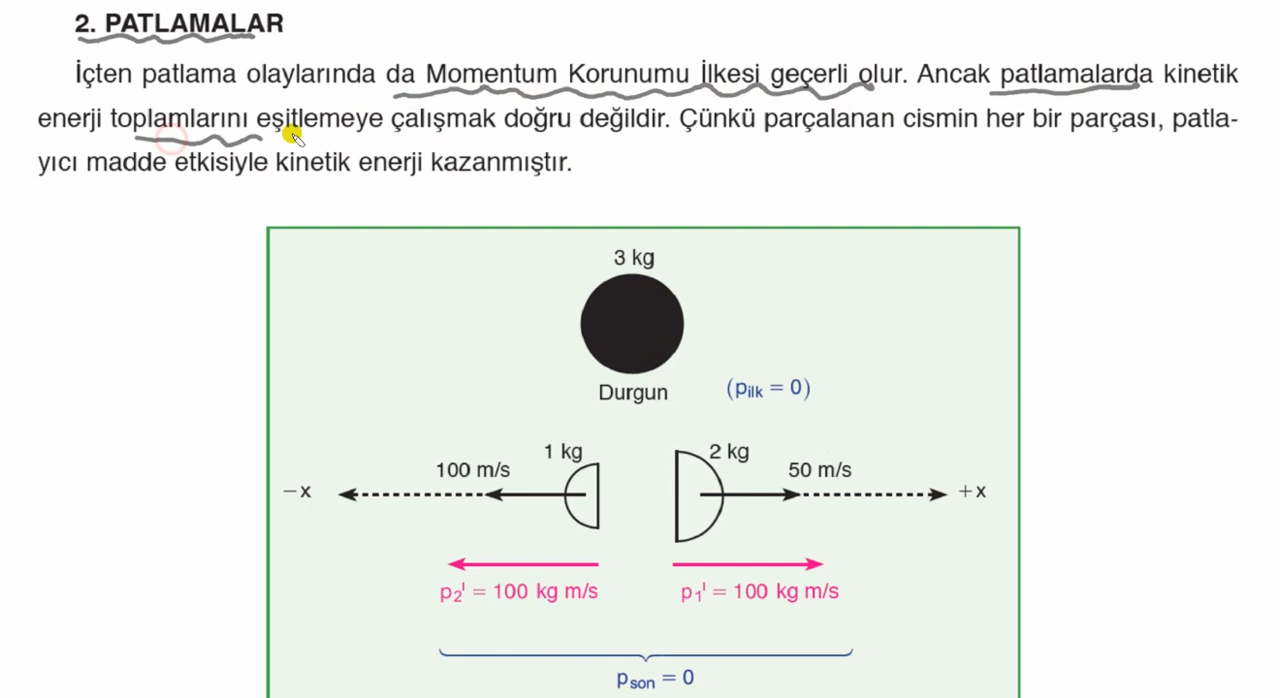 2. PATLAMALAR
İçten patlama olaylarında da Momentum Korunumu İlkesi geçerli olur. Ancak patlamalarda kinetik
enerji toplamlarını eşitlemeye çalışmak doğru değildir. Çünkü parçalanan cismin her bir parçası, patla-
yıcı madde etkisiyle kinetik enerji kazanmıştır.
3 kg
Durgun (pilk = 0)
1 kg 2 kg
100 m/s 50 m/s
−x +x
p2' = 100 kg m/s p1' = 100 kg m/s
pson = 0